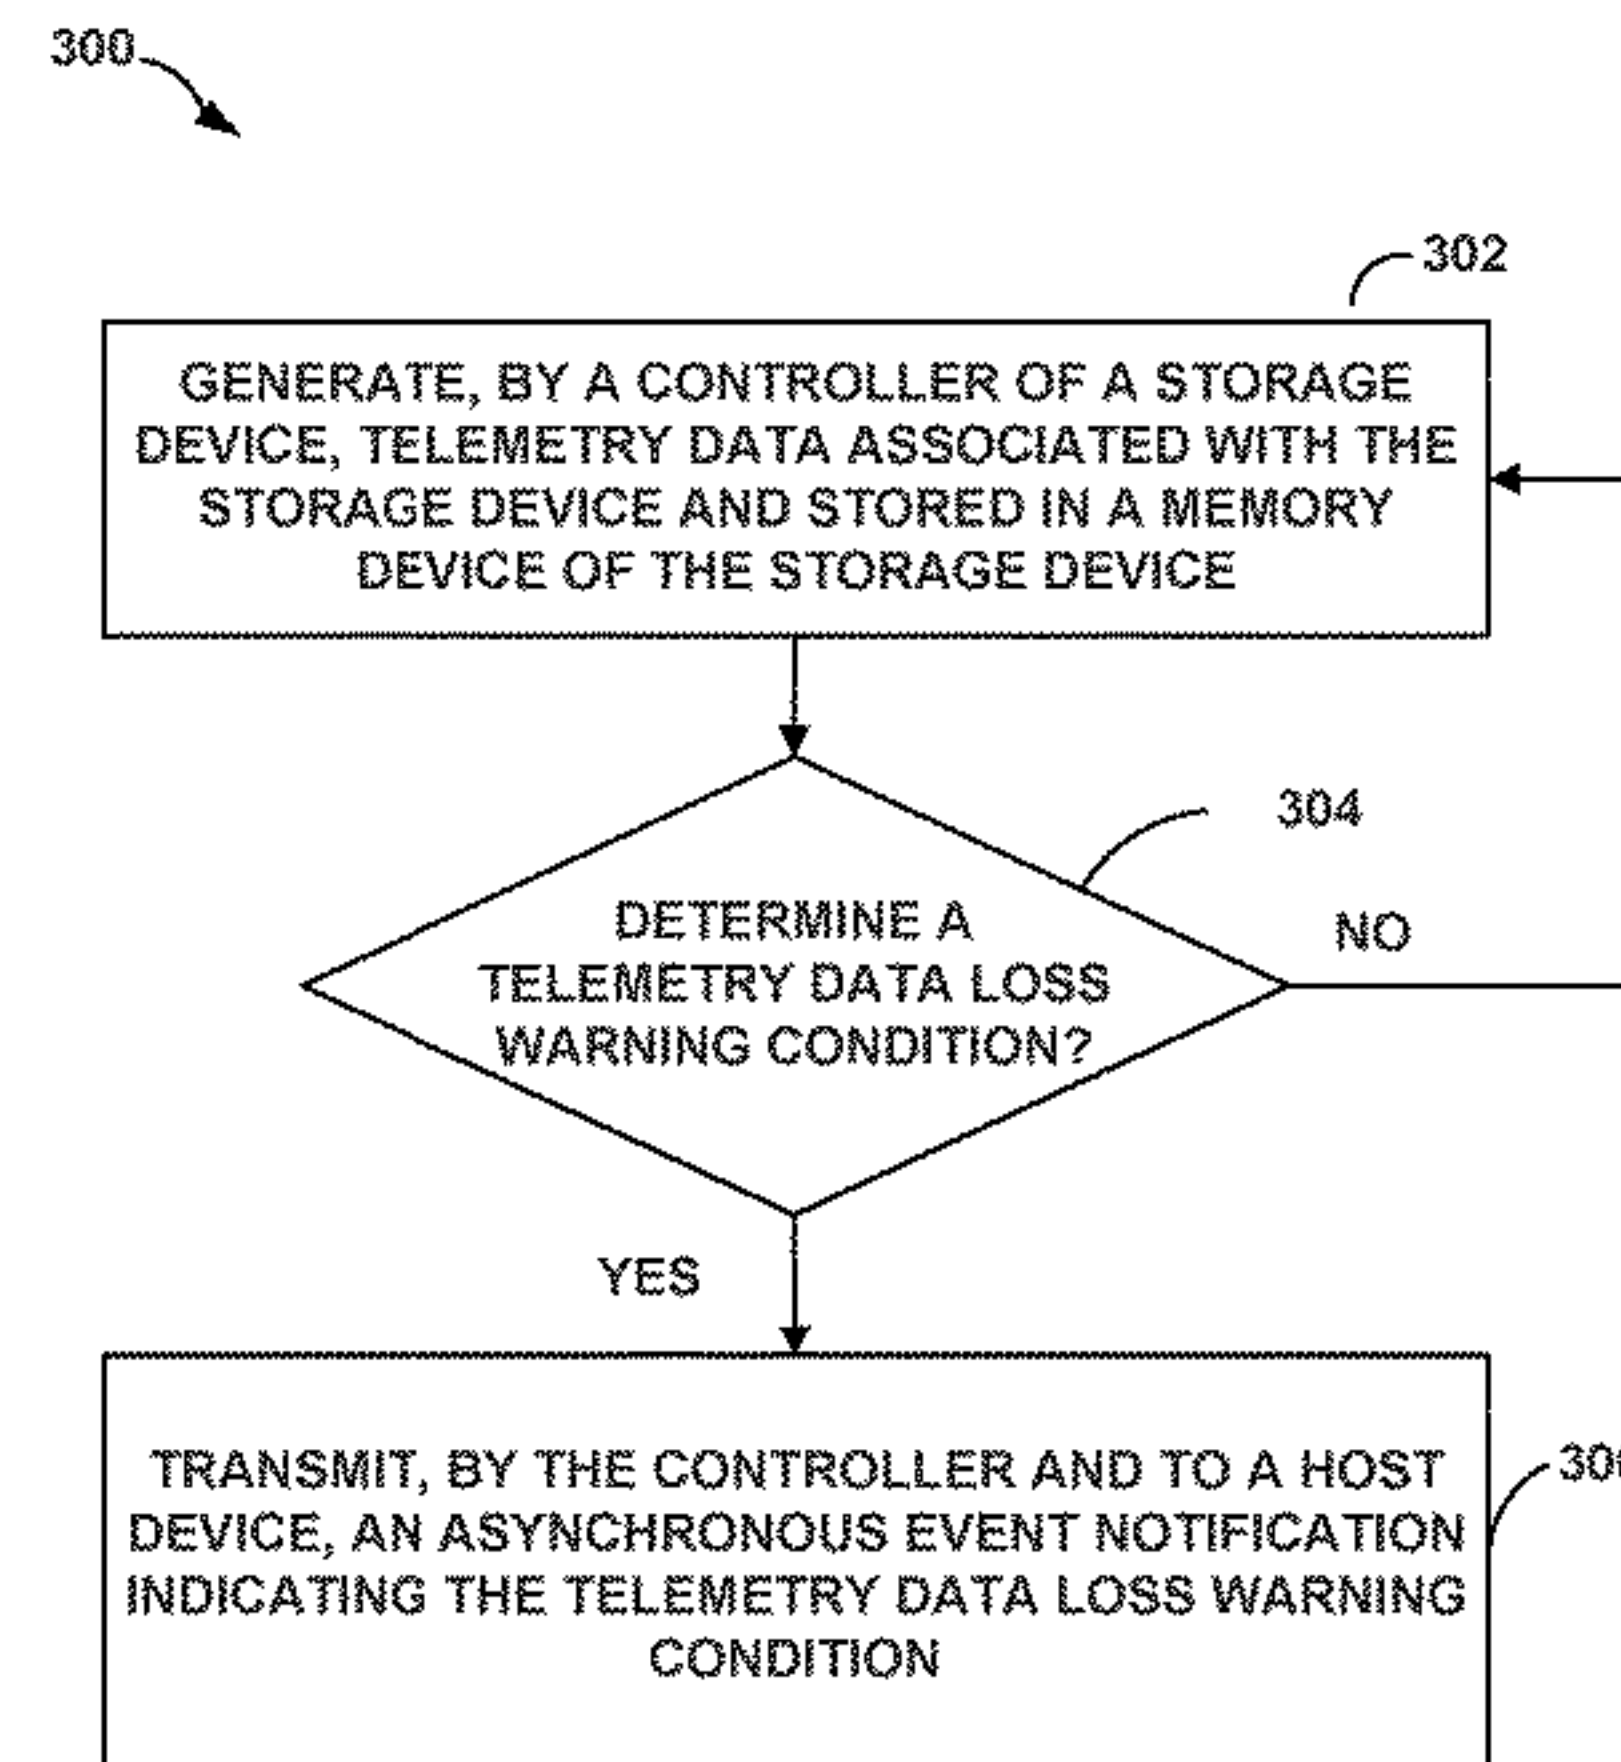 300
302
GENERATE, BY A CONTROLLER OF A STORAGE
DEVICE, TELEMETRY DATA ASSOCIATED WITH THE
STORAGE DEVICE AND STORED IN A MEMORY
DEVICE OF THE STORAGE DEVICE
304
DETERMINE A
TELEMETRY DATA LOSS
WARNING CONDITION?
NO
YES
TRANSMIT, BY THE CONTROLLER AND TO A HOST
DEVICE, AN ASYNCHRONOUS EVENT NOTIFICATION
INDICATING THE TELEMETRY DATA LOSS WARNING
CONDITION